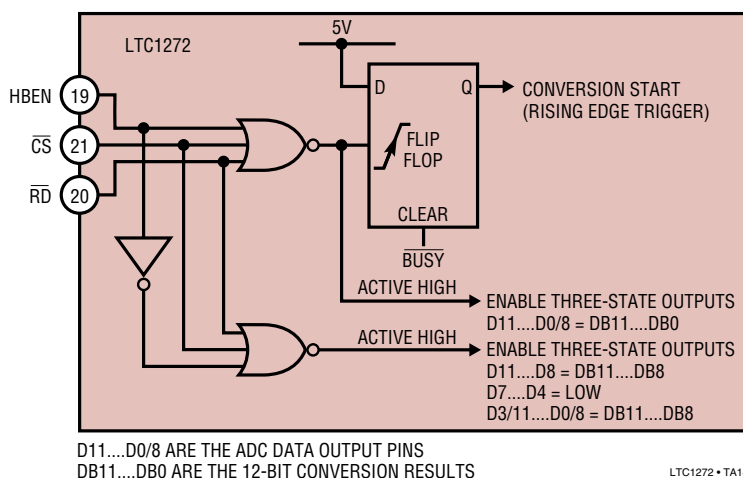 LTC1272
5V
HBEN 19
CS 21
RD 20
D Q
FLIP
FLOP
CLEAR
BUSY
CONVERSION START
(RISING EDGE TRIGGER)
ACTIVE HIGH
ENABLE THREE-STATE OUTPUTS
D11....D0/8 = DB11....DB0
ACTIVE HIGH
ENABLE THREE-STATE OUTPUTS
D11....D8 = DB11....DB8
D7....D4 = LOW
D3/11....D0/8 = DB11....DB8
D11....D0/8 ARE THE ADC DATA OUTPUT PINS
DB11....DB0 ARE THE 12-BIT CONVERSION RESULTS
LTC1272 • TA1